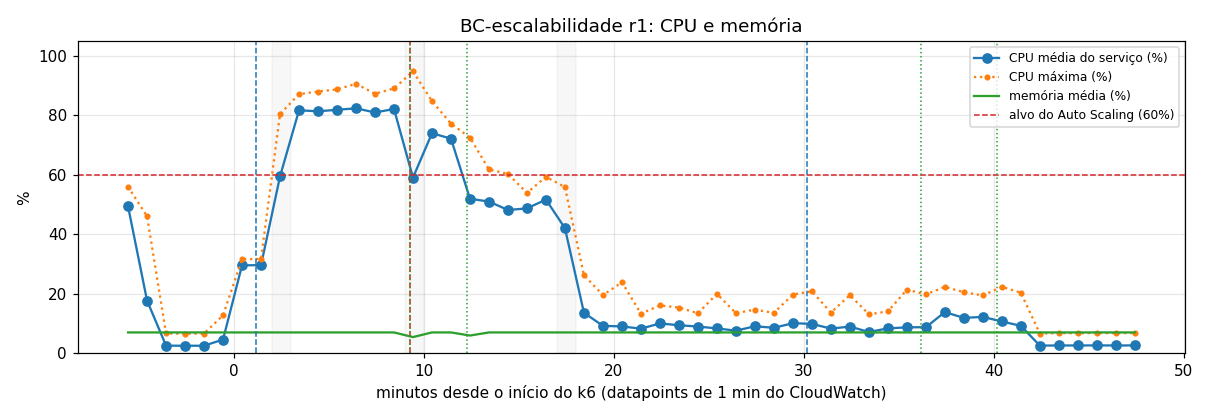 BC-escalabilidade r1: CPU e memória
100
80
60
40
20
0
%
CPU média do serviço (%)
CPU máxima (%)
memória média (%)
alvo do Auto Scaling (60%)
0
10
20
30
40
50
minutos desde o início do k6 (datapoints de 1 min do CloudWatch)